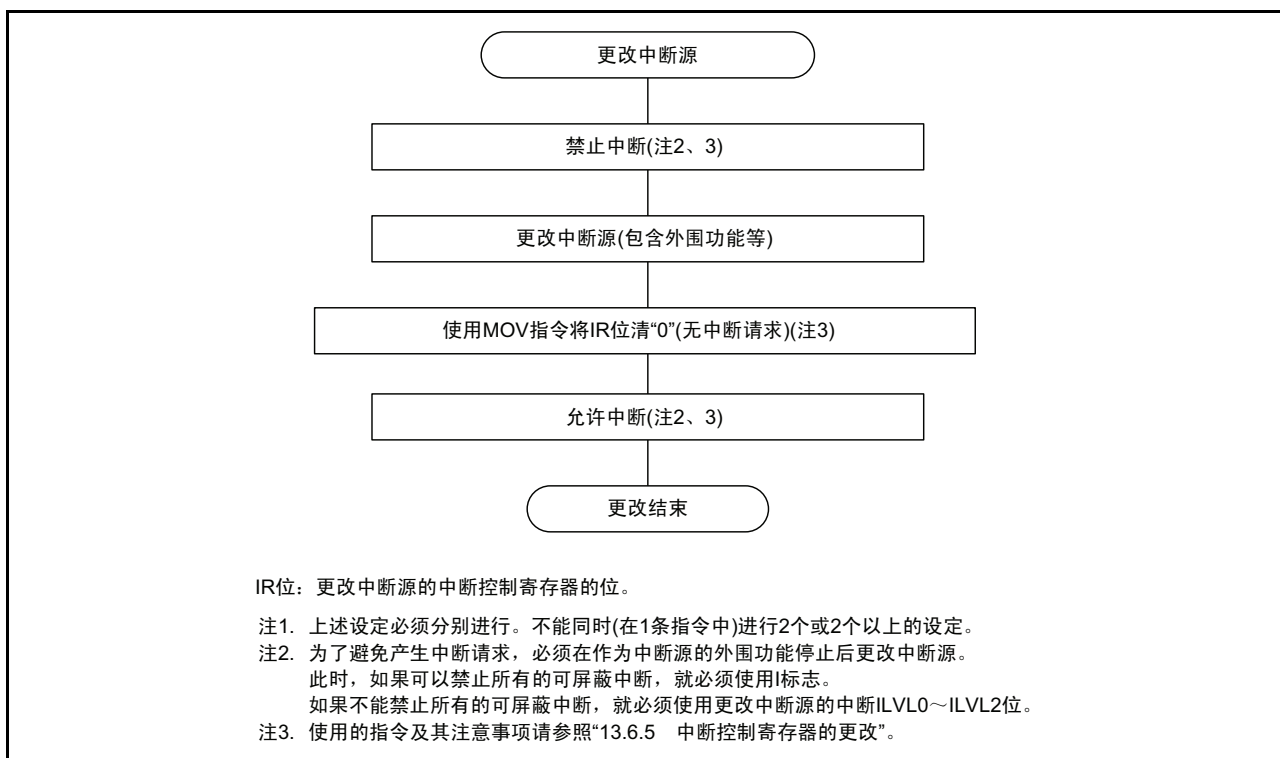 更改中断源
禁止中断(注2、3)
更改中断源(包含外围功能等)
使用MOV指令将IR位清“0”(无中断请求)(注3)
允许中断(注2、3)
更改结束
IR位：更改中断源的中断控制寄存器的位。
注1. 上述设定必须分别进行。不能同时(在1条指令中)进行2个或2个以上的设定。
注2. 为了避免产生中断请求，必须在作为中断源的外围功能停止后更改中断源。
此时，如果可以禁止所有的可屏蔽中断，就必须使用I标志。
如果不能禁止所有的可屏蔽中断，就必须使用更改中断源的中断ILVL0～ILVL2位。
注3. 使用的指令及其注意事项请参照“13.6.5　中断控制寄存器的更改”。